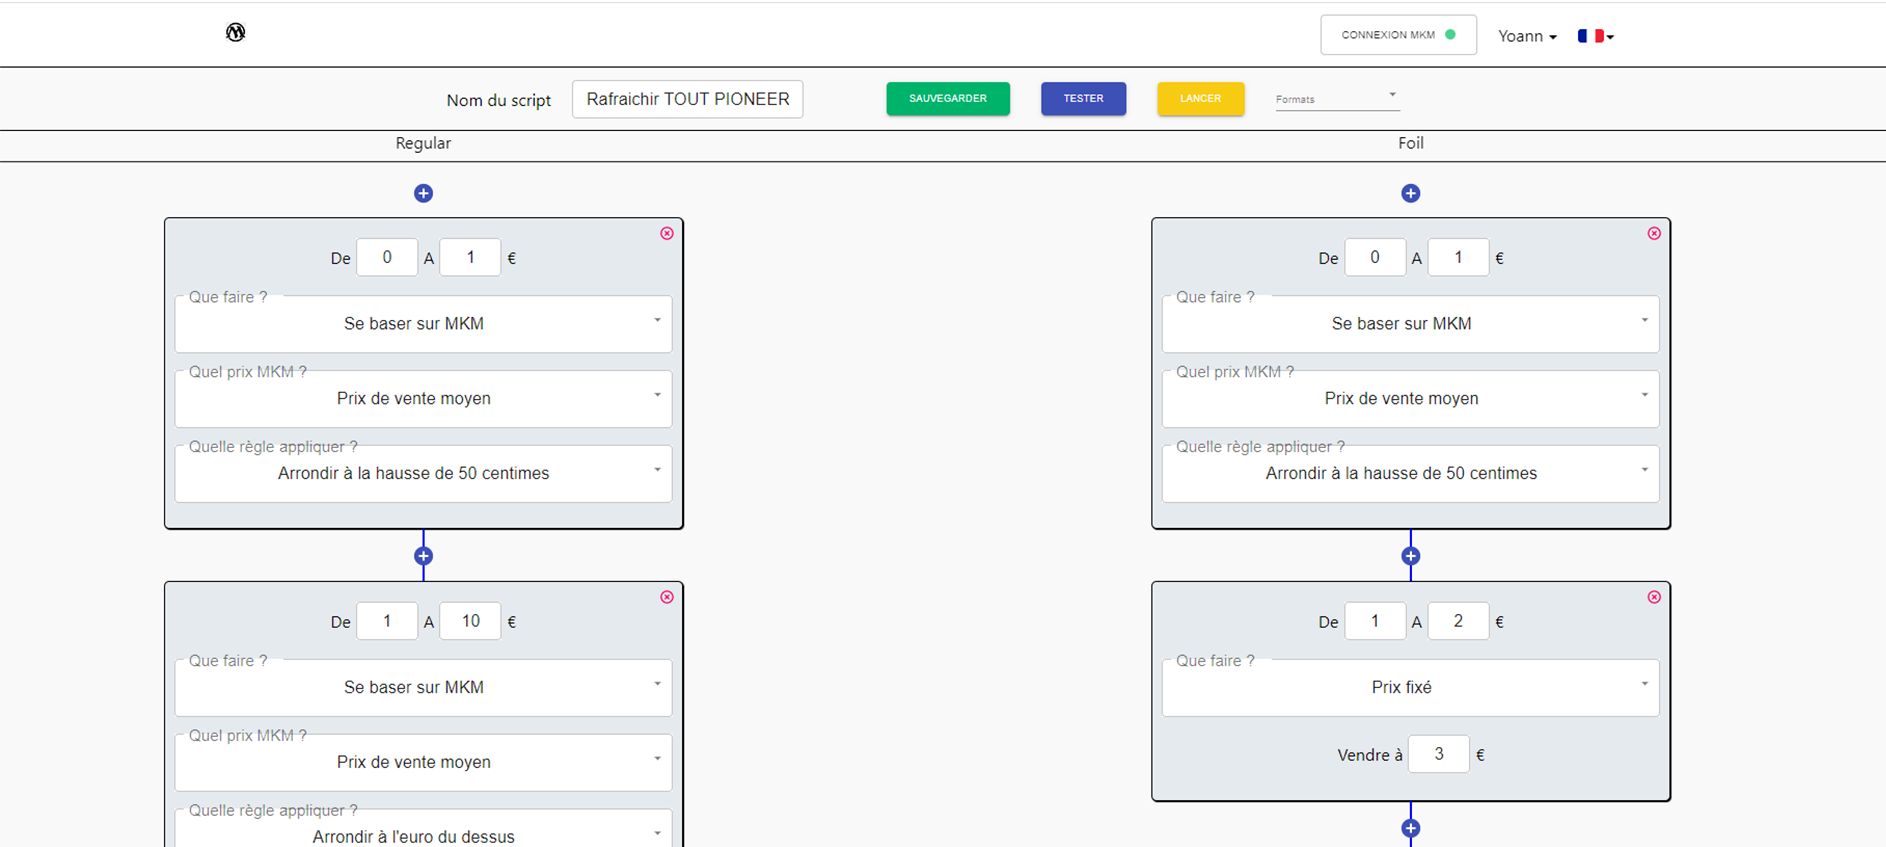 CONNEXION MKM
Yoann
Nom du script
Rafraichir TOUT PIONEER
SAUVEGARDER
TESTER
LANCER
Formats
Regular
Foil
De 0 A 1 €
Que faire ?
Se baser sur MKM
Quel prix MKM ?
Prix de vente moyen
Quelle règle appliquer ?
Arrondir à la hausse de 50 centimes
De 1 A 10 €
Que faire ?
Se baser sur MKM
Quel prix MKM ?
Prix de vente moyen
Quelle règle appliquer ?
Arrondir à l'euro du dessus
De 0 A 1 €
Que faire ?
Se baser sur MKM
Quel prix MKM ?
Prix de vente moyen
Quelle règle appliquer ?
Arrondir à la hausse de 50 centimes
De 1 A 2 €
Que faire ?
Prix fixé
Vendre à 3 €